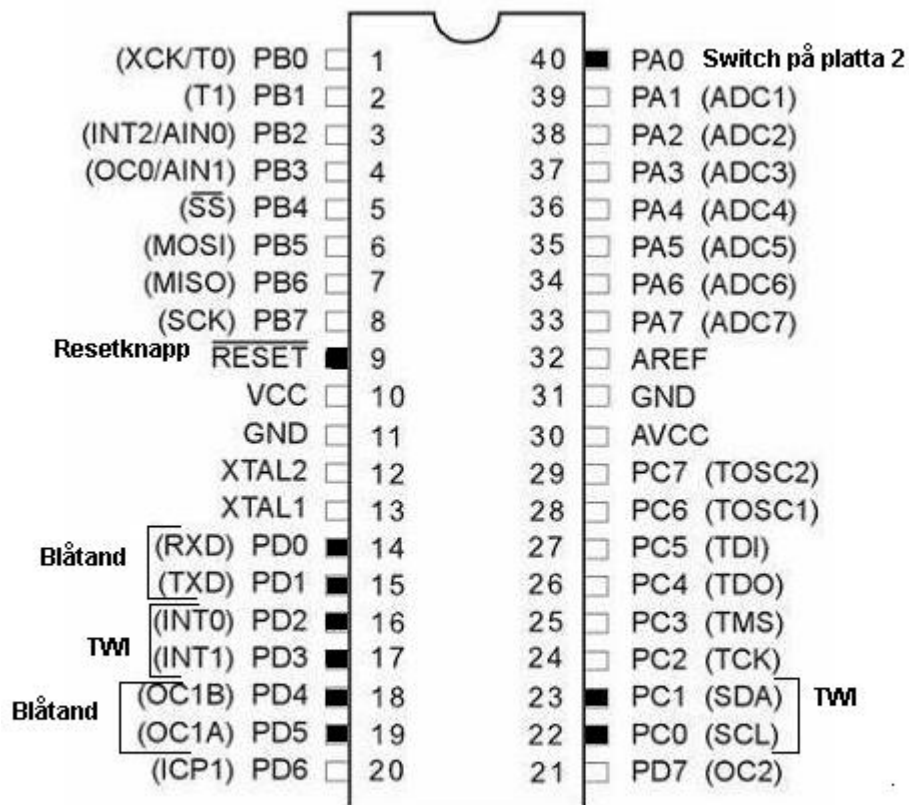 (XCK/T0) PB0 1 40 PA0 Switch på platta 2
(T1) PB1 2 39 PA1 (ADC1)
(INT2/AIN0) PB2 3 38 PA2 (ADC2)
(OC0/AIN1) PB3 4 37 PA3 (ADC3)
(SS) PB4 5 36 PA4 (ADC4)
(MOSI) PB5 6 35 PA5 (ADC5)
(MISO) PB6 7 34 PA6 (ADC6)
(SCK) PB7 8 33 PA7 (ADC7)
Resetknapp RESET 9 32 AREF
VCC 10 31 GND
GND 11 30 AVCC
XTAL2 12 29 PC7 (TOSC2)
XTAL1 13 28 PC6 (TOSC1)
Blåtand
(RXD) PD0 14 27 PC5 (TDI)
(TXD) PD1 15 26 PC4 (TDO)
TWI
(INT0) PD2 16 25 PC3 (TMS)
(INT1) PD3 17 24 PC2 (TCK)
Blåtand
(OC1B) PD4 18 23 PC1 (SDA) TWI
(OC1A) PD5 19 22 PC0 (SCL)
(ICP1) PD6 20 21 PD7 (OC2)